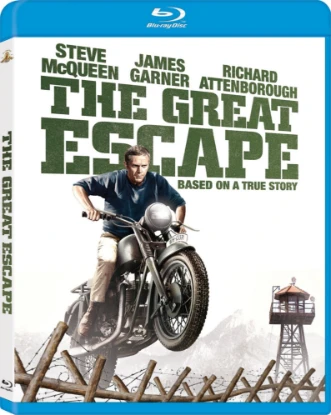 Blu-ray Disc
STEVE McQUEEN
JAMES GARNER
RICHARD ATTENBOROUGH
THE GREAT
ESCAPE
BASED ON A TRUE STORY
THE GREAT ESCAPE